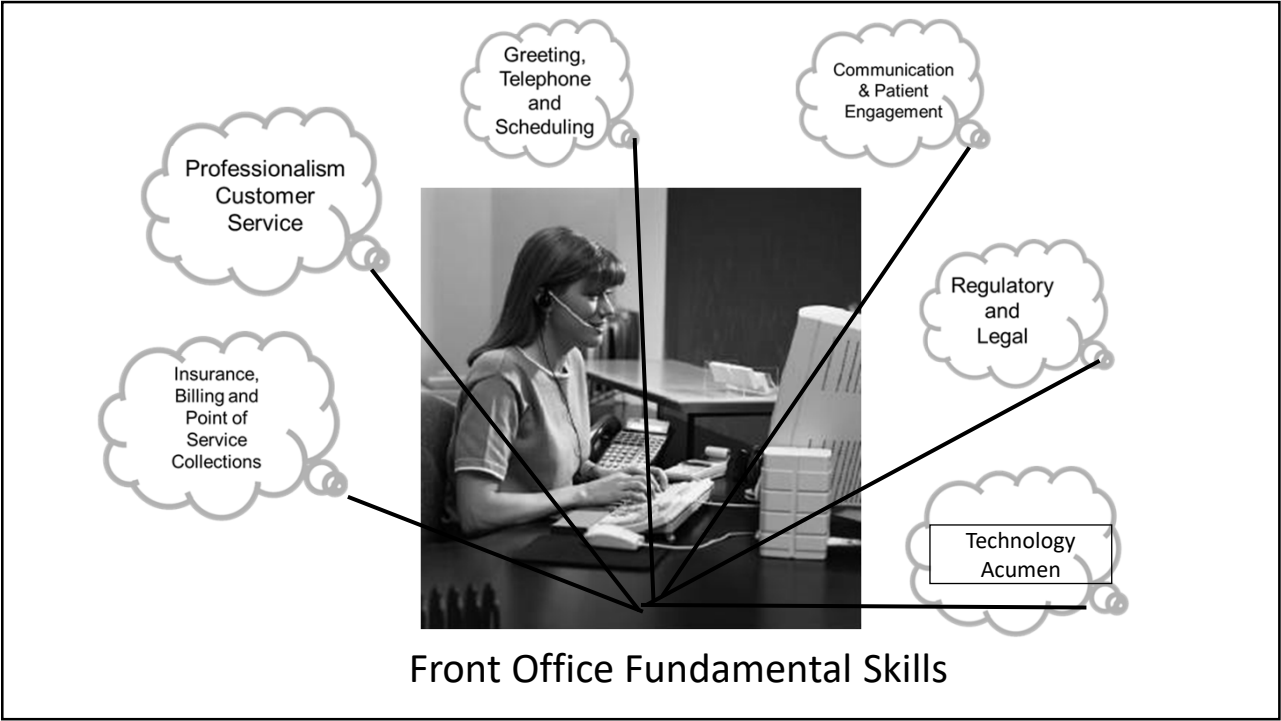 Greeting,
Telephone
and
Scheduling
Communication
& Patient
Engagement
Professionalism
Customer
Service
Regulatory
and
Legal
Insurance,
Billing and
Point of
Service
Collections
Technology
Acumen
Front Office Fundamental Skills